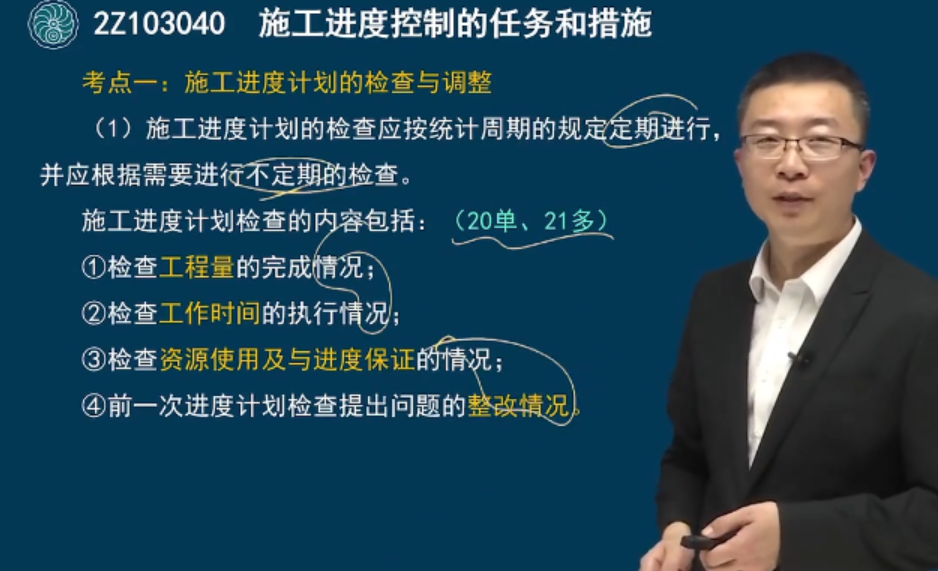 2Z103040 施工进度控制的任务和措施
考点一：施工进度计划的检查与调整
（1）施工进度计划的检查应按统计周期的规定定期进行，
并应根据需要进行不定期的检查。
施工进度计划检查的内容包括：（20单、21多）
①检查工程量的完成情况；
②检查工作时间的执行情况；
③检查资源使用及与进度保证的情况；
④前一次进度计划检查提出问题的整改情况。